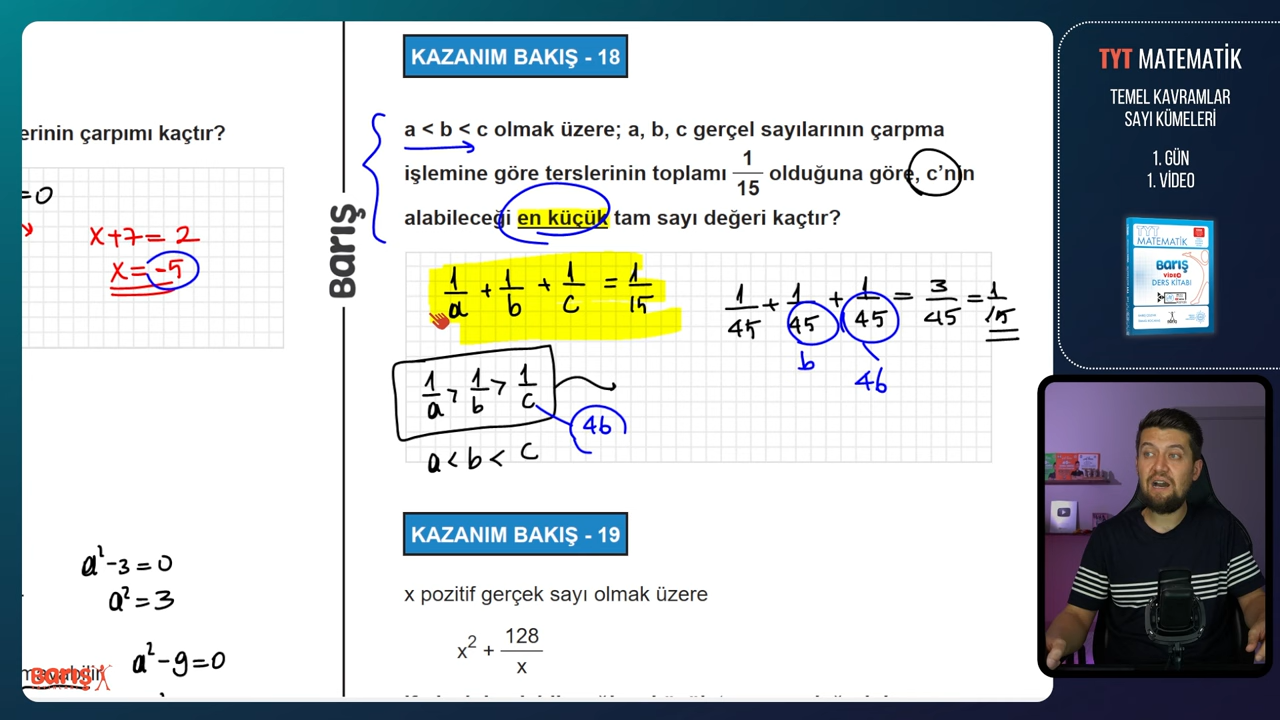 erinin çarpımı kaçtır?
=0
x+7=2
x=-5
a²-3=0
a²=3
a²-9=0
Barış
Barış
KAZANIM BAKIŞ - 18
a < b < c olmak üzere; a, b, c gerçel sayılarının çarpma
işlemine göre terslerinin toplamı 1/15 olduğuna göre, c'nin
alabileceği en küçük tam sayı değeri kaçtır?
1/a + 1/b + 1/c = 1/15
1/45 + 1/45 + 1/45 = 3/45 = 1/15
b
46
1/a > 1/b > 1/c
46
a < b < c
KAZANIM BAKIŞ - 19
x pozitif gerçek sayı olmak üzere
x² + 128/x
TYT MATEMATİK
TEMEL KAVRAMLAR
SAYI KÜMELERİ
1. GÜN
1. VİDEO
TYT
MATEMATİK
Barış
VİDEO
DERS KİTABI